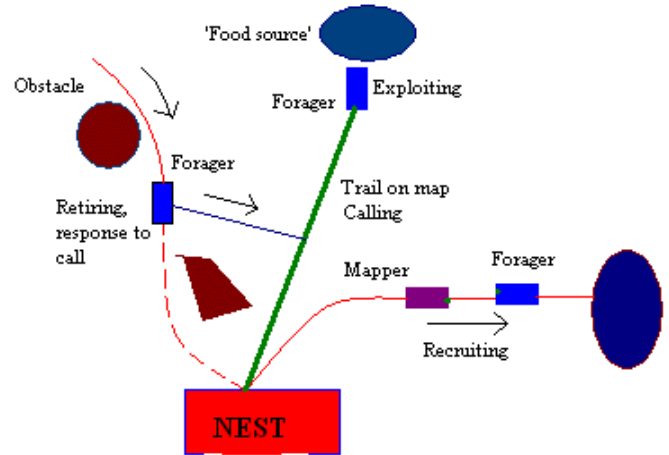 'Food source'
Obstacle
Forager
Exploiting
Forager
Retiring,
response to
call
Trail on map
Calling
Mapper
Forager
Recruiting
NEST